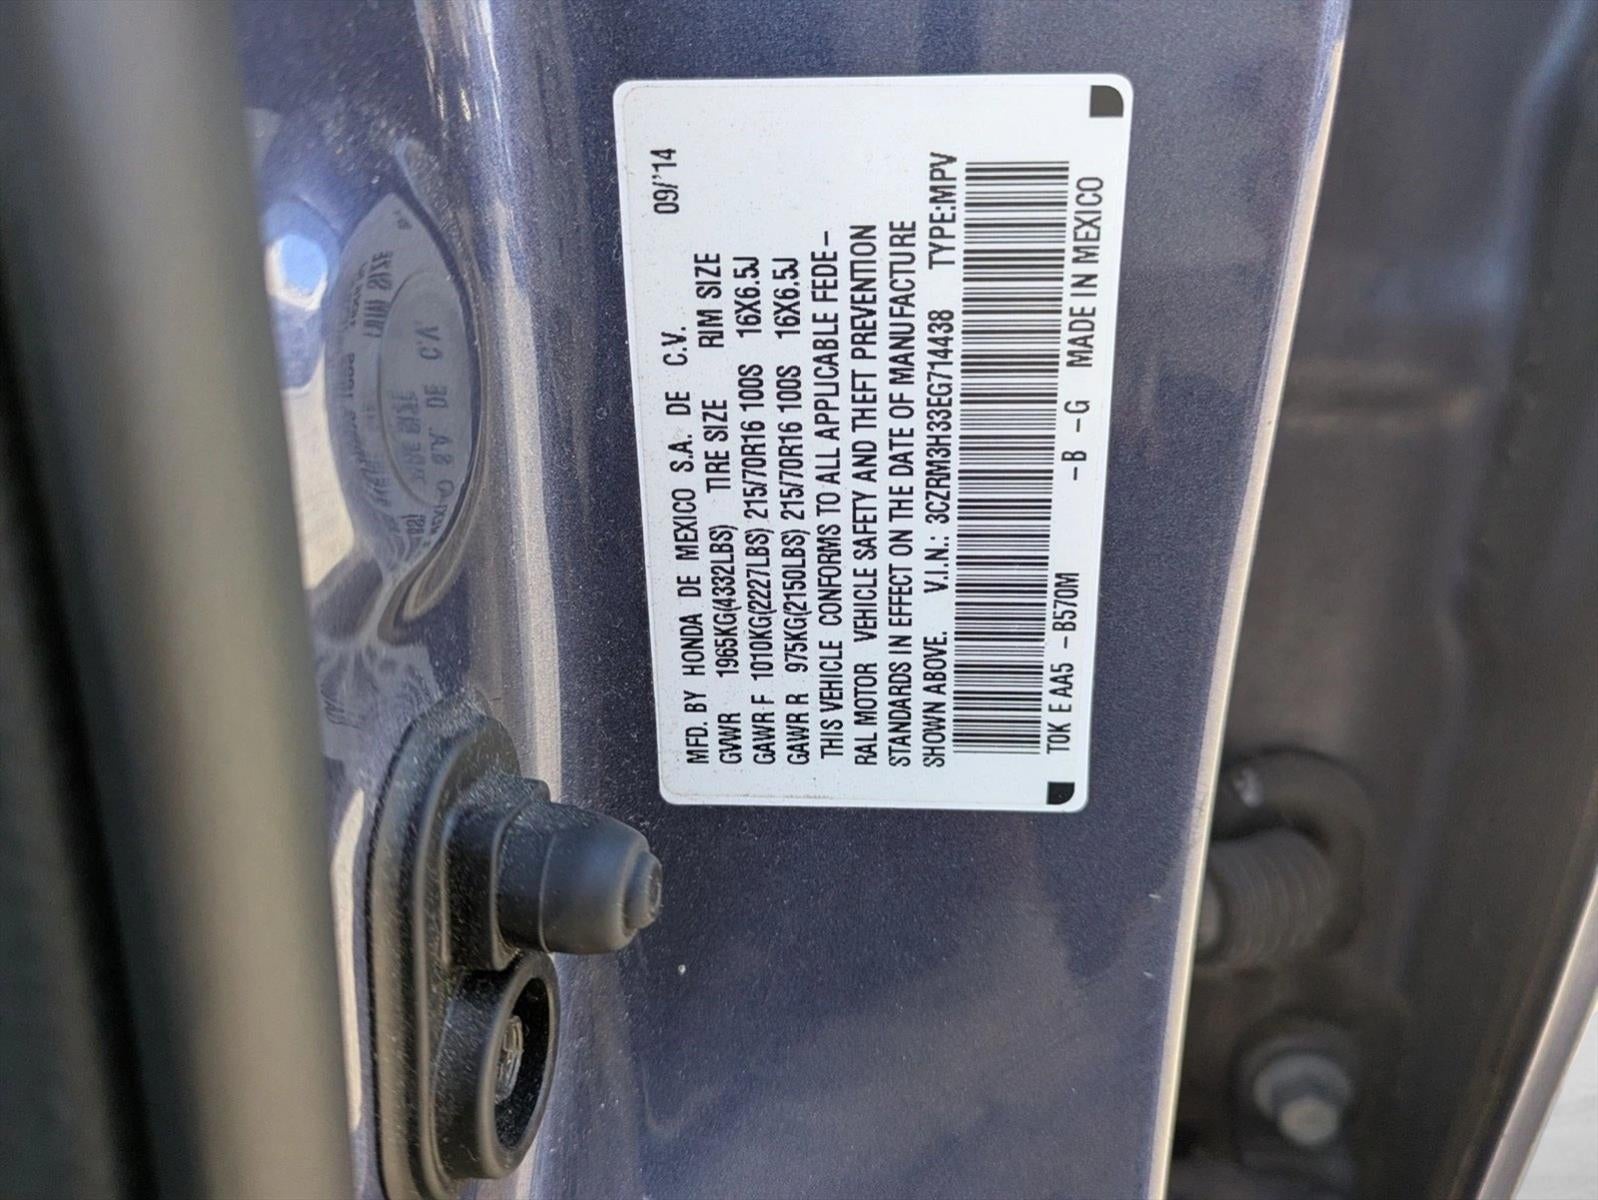 09/'14
MFD. BY HONDA DE MEXICO S.A. DE C.V.
GVWR 1965KG(4332LBS) TIRE SIZE RIM SIZE
GAWR F 1010KG(2227LBS) 215/70R16 100S 16X6.5J
GAWR R 975KG(2150LBS) 215/70R16 100S 16X6.5J
THIS VEHICLE CONFORMS TO ALL APPLICABLE FEDE-
RAL MOTOR VEHICLE SAFETY AND THEFT PREVENTION
STANDARDS IN EFFECT ON THE DATE OF MANUFACTURE
SHOWN ABOVE. V.I.N.: 3CZRM3H33EG714438 TYPE:MPV
T0K E AA5 -B570M -B -G MADE IN MEXICO